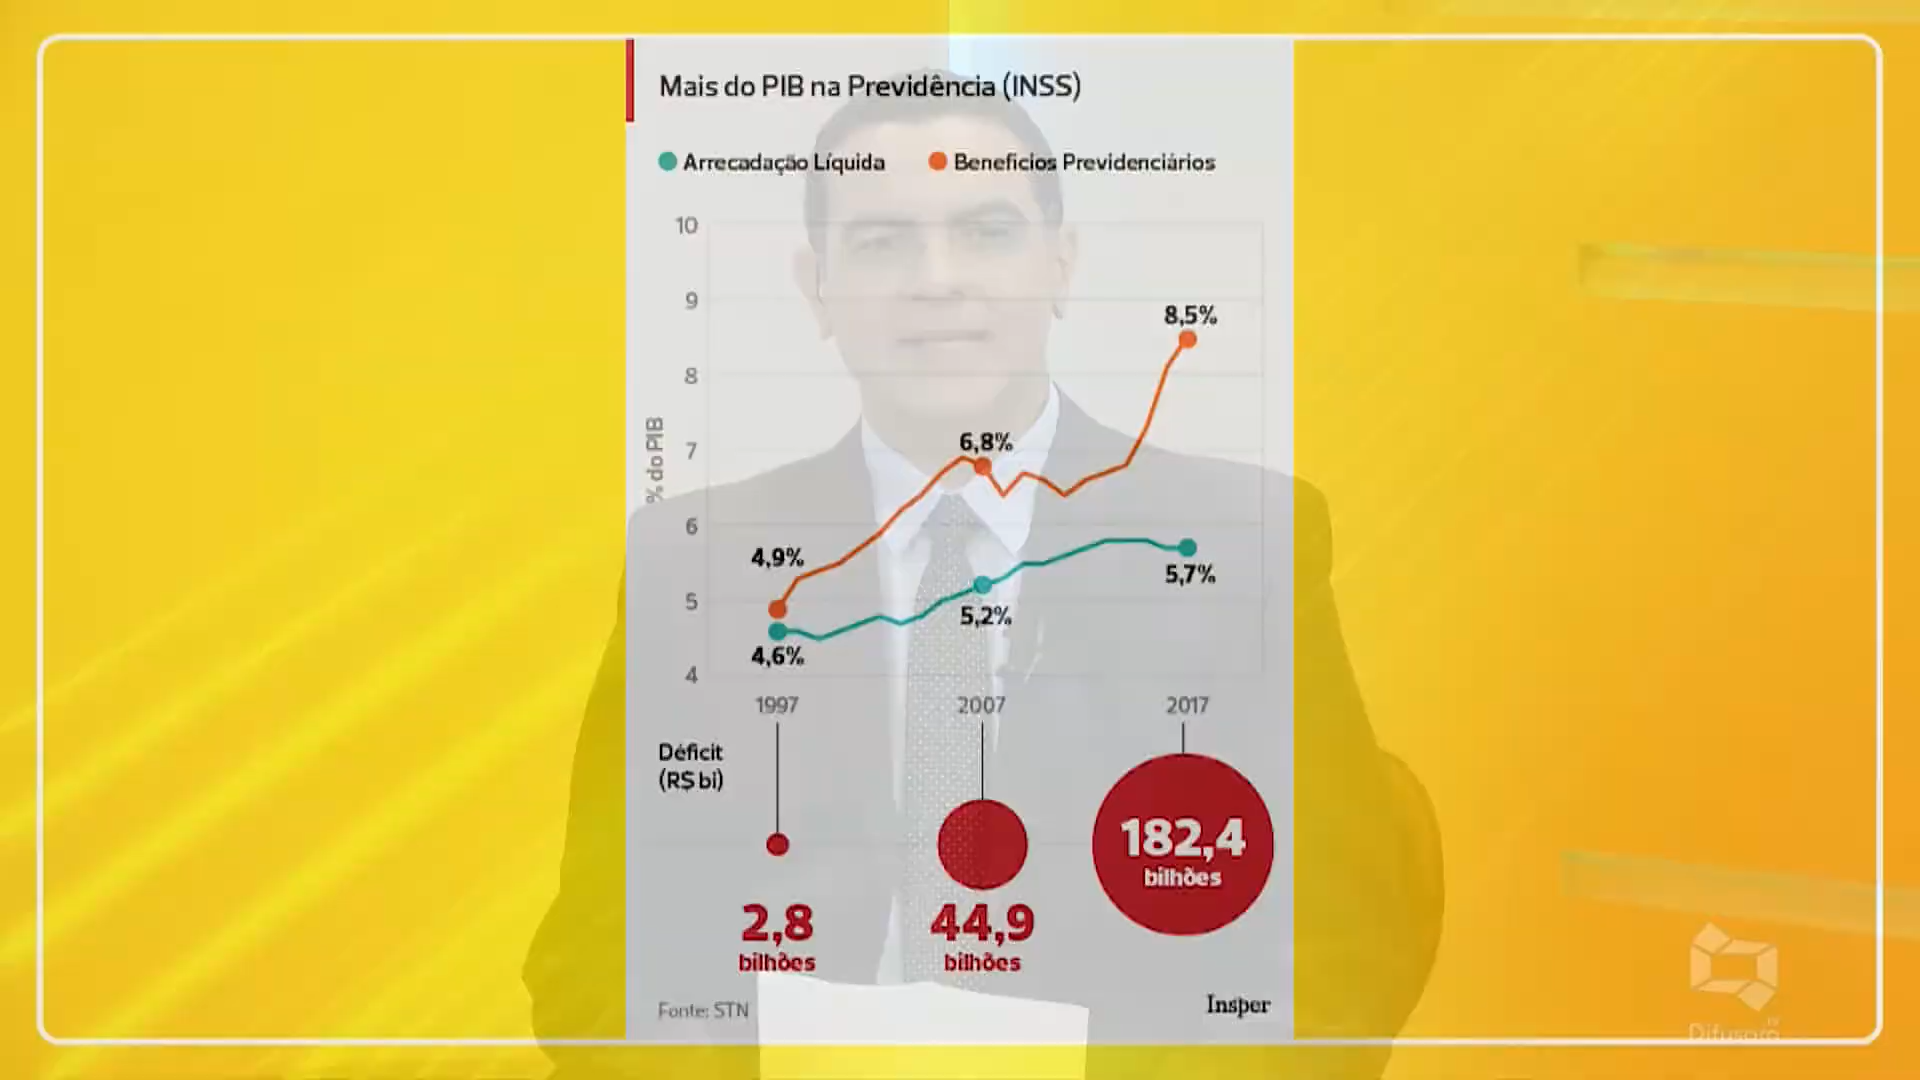 Mais do PIB na Previdência (INSS)
Arrecadação Líquida
Benefícios Previdenciários
% do PIB
10
9
8
7
6
5
4
4,9%
6,8%
8,5%
4,6%
5,2%
5,7%
1997
2007
2017
Déficit
(R$ bi)
2,8
bilhões
44,9
bilhões
182,4
bilhões
Fonte: STN
Insper
Difusora